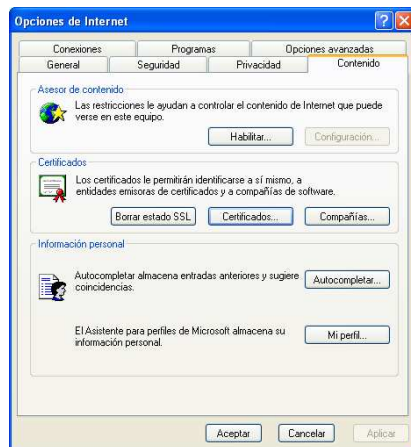 Opciones de Internet
Conexiones Programas Opciones avanzadas
General Seguridad Privacidad Contenido
Asesor de contenido
Las restricciones le ayudan a controlar el contenido de Internet que puede
verse en este equipo.
Habilitar... Configuración...
Certificados
Los certificados le permitirán identificarse a sí mismo, a
entidades emisoras de certificados y a compañías de software.
Borrar estado SSL Certificados... Compañías...
Información personal
Autocompletar almacena entradas anteriores y sugiere
coincidencias.
Autocompletar...
El Asistente para perfiles de Microsoft almacena su
información personal.
Mi perfil...
Aceptar Cancelar Aplicar